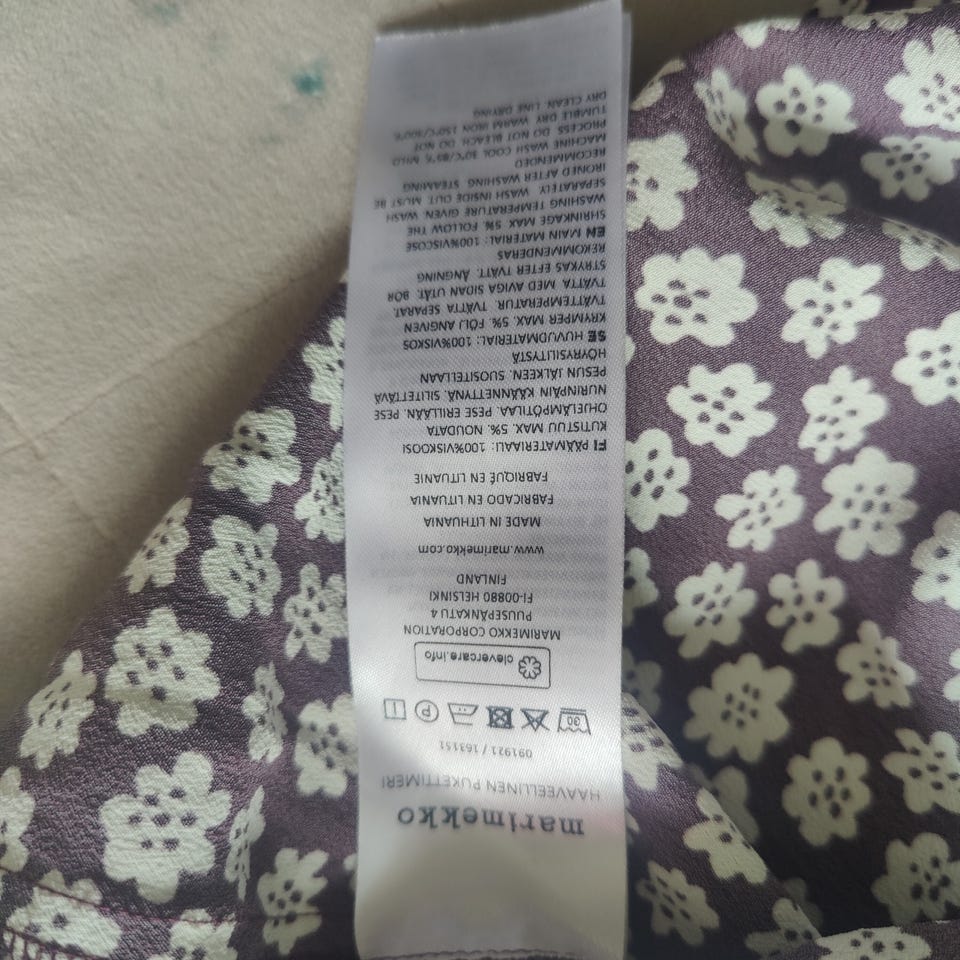 marimekko
HAAVEELLINEN PUKETTIMERI
091921 / 163151
30
P
clevercare.info
MARIMEKKO CORPORATION
PUUSEPÄNKATU 4
FI-00880 HELSINKI
FINLAND
www.marimekko.com
MADE IN LITHUANIA
FABRICADO EN LITUANIA
FABRIQUE EN LITUANIE
FI PÄÄMATERIAALI: 100%VISKOOSI
KUTISTUU MAX. 5%. NOUDATA
OHJELÄMPÖTILAA. PESE ERILLÄÄN. PESE
NURINPÄIN KÄÄNNETTYNÄ. SILITETTÄVÄ
PESUN JÄLKEEN. SUOSITELLAAN
HÖYRYSILITYSTÄ
SE HUVUDMATERIAL: 100%VISKOS
KRYMPER MAX. 5%. FÖLJ ANGIVEN
TVÄTTEMPERATUR. TVÄTTA SEPARAT.
TVÄTTA MED AVIGA SIDAN UTÅT. BÖR
STRYKAS EFTER TVÄTT. ÅNGNING
REKOMMENDERAS
EN MAIN MATERIAL: 100%VISCOSE
SHRINKAGE MAX 5%. FOLLOW THE
WASHING TEMPERATURE GIVEN. WASH
SEPARATELY. WASH INSIDE OUT. MUST BE
IRONED AFTER WASHING. STEAMING
RECOMMENDED
MACHINE WASH COOL 30°C/85°F, MILD
PROCESS. DO NOT BLEACH. DO NOT
TUMBLE DRY. WARM IRON 150°C/300°F.
DRY CLEAN. LINE DRYING